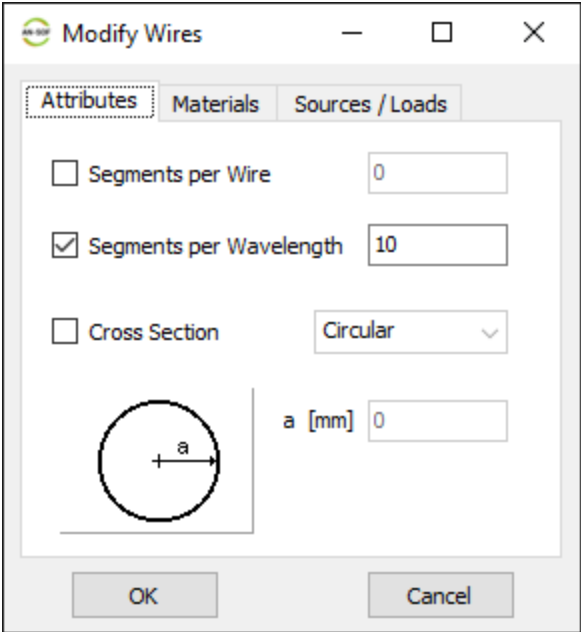 AN-SOF Modify Wires
Attributes Materials Sources / Loads
Segments per Wire 0
Segments per Wavelength 10
Cross Section Circular
a
a [mm] 0
OK Cancel